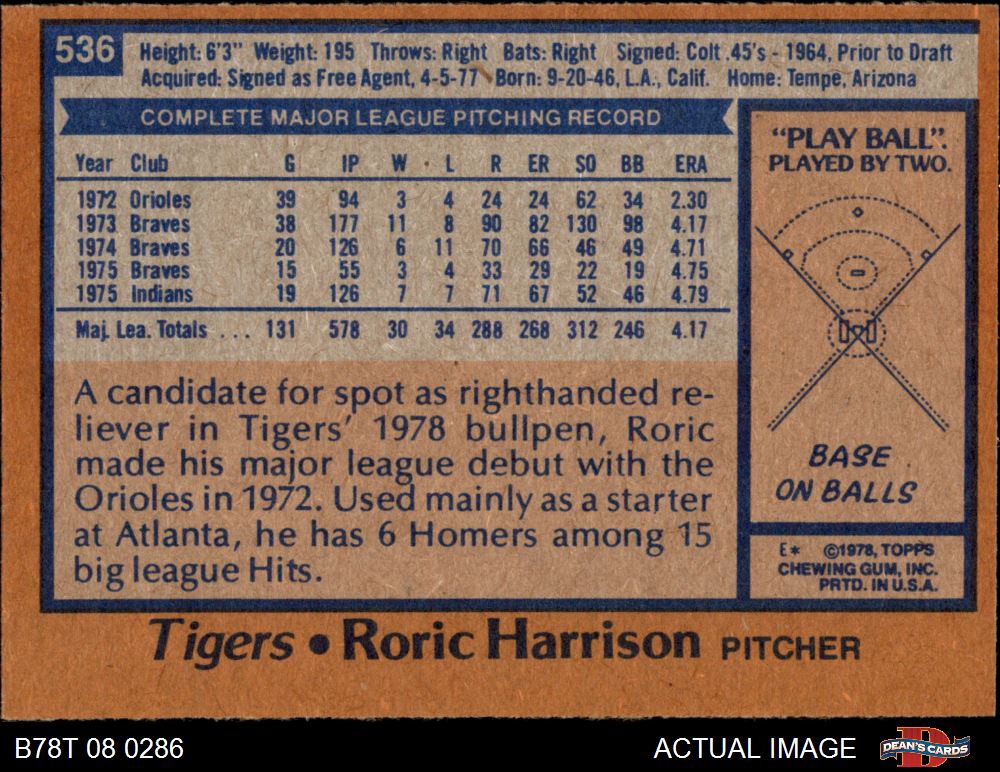 536
Height: 6'3" Weight: 195 Throws: Right Bats: Right Signed: Colt .45's - 1964, Prior to Draft
Acquired: Signed as Free Agent, 4-5-77 Born: 9-20-46, L.A., Calif. Home: Tempe, Arizona
COMPLETE MAJOR LEAGUE PITCHING RECORD
Year Club G IP W L R ER SO BB ERA
1972 Orioles 39 94 3 4 24 24 62 34 2.30
1973 Braves 38 177 11 8 90 82 130 98 4.17
1974 Braves 20 126 6 11 70 66 46 49 4.71
1975 Braves 15 55 3 4 33 29 22 19 4.75
1975 Indians 19 126 7 7 71 67 52 46 4.79
Maj. Lea. Totals . . . 131 578 30 34 288 268 312 246 4.17
A candidate for spot as righthanded re-
liever in Tigers' 1978 bullpen, Roric
made his major league debut with the
Orioles in 1972. Used mainly as a starter
at Atlanta, he has 6 Homers among 15
big league Hits.
"PLAY BALL".
PLAYED BY TWO.
BASE
ON BALLS
E* ©1978, TOPPS
CHEWING GUM, INC.
PRTD. IN U.S.A.
Tigers • Roric Harrison PITCHER
B78T 08 0286 ACTUAL IMAGE DEAN'S CARDS